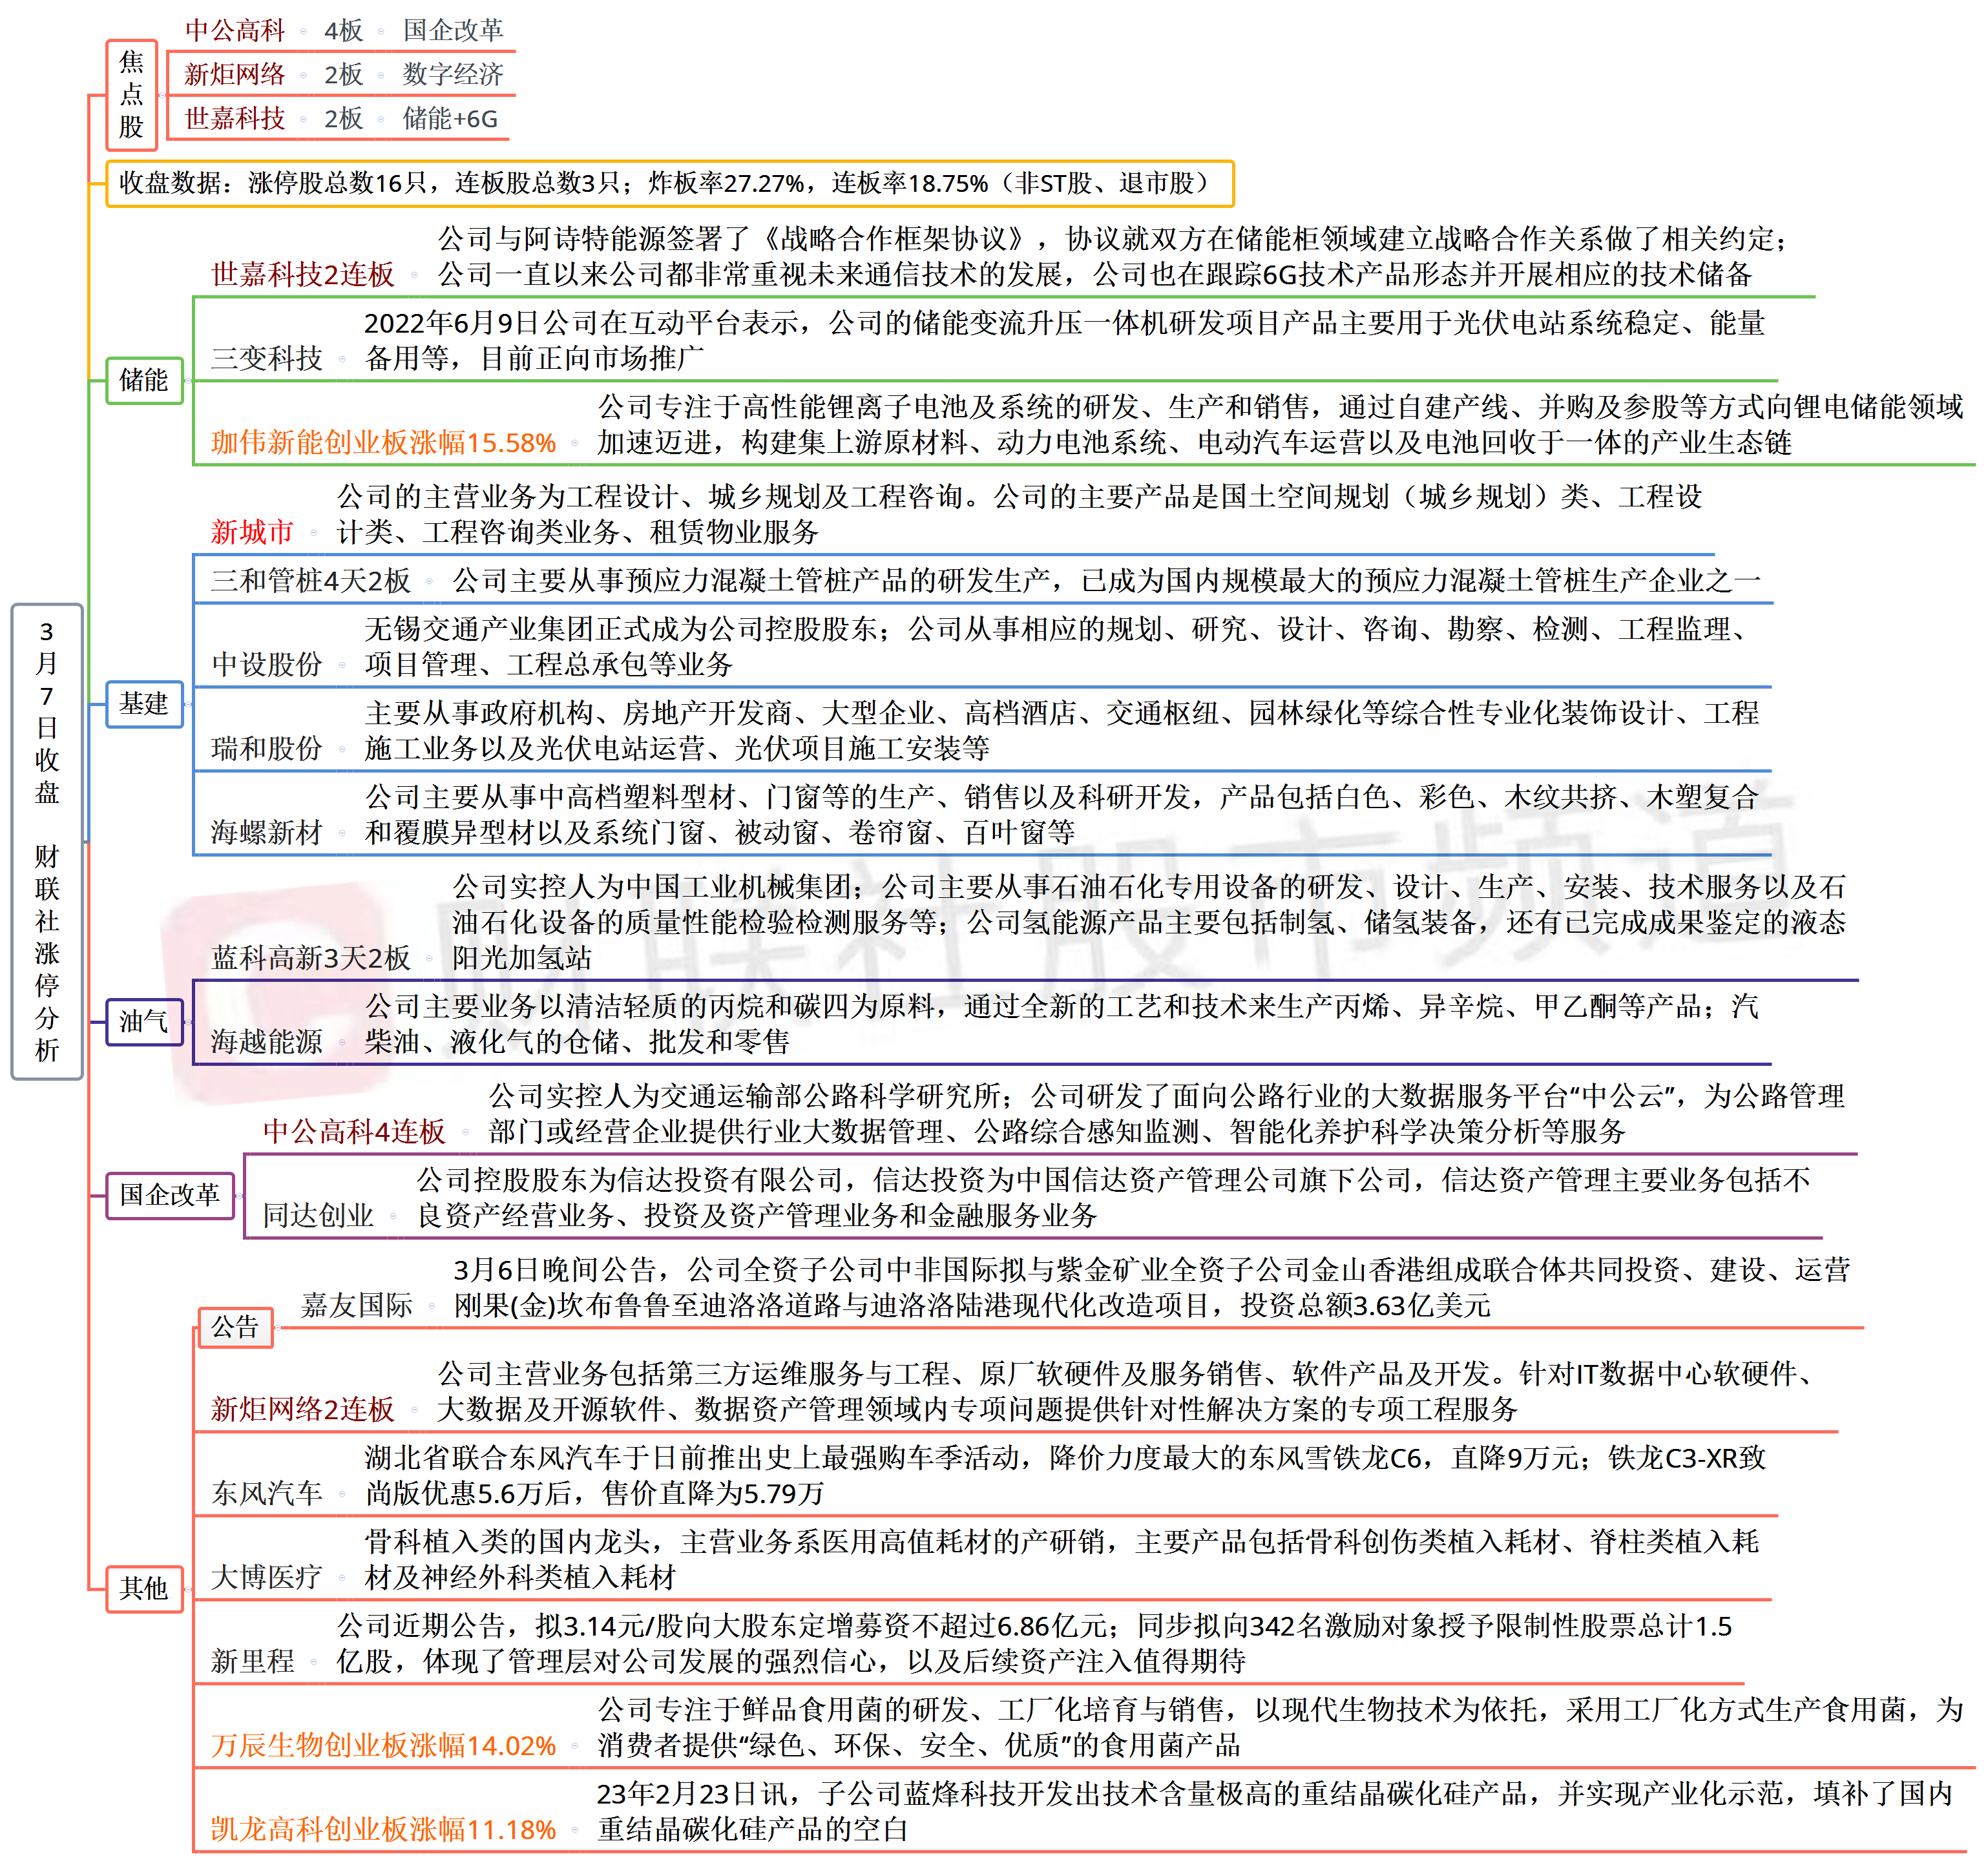 3月7日收盘 财联社涨停分析
焦点股
中公高科 4板 国企改革
新炬网络 2板 数字经济
世嘉科技 2板 储能+6G
收盘数据：涨停股总数16只，连板股总数3只；炸板率27.27%，连板率18.75%（非ST股、退市股）
储能
世嘉科技2连板
公司与阿诗特能源签署了《战略合作框架协议》，协议就双方在储能柜领域建立战略合作关系做了相关约定；
公司一直以来公司都非常重视未来通信技术的发展，公司也在跟踪6G技术产品形态并开展相应的技术储备
三变科技
2022年6月9日公司在互动平台表示，公司的储能变流升压一体机研发项目产品主要用于光伏电站系统稳定、能量
备用等，目前正向市场推广
珈伟新能创业板涨幅15.58%
公司专注于高性能锂离子电池及系统的研发、生产和销售，通过自建产线、并购及参股等方式向锂电储能领域
加速迈进，构建集上游原材料、动力电池系统、电动汽车运营以及电池回收于一体的产业生态链
基建
新城市
公司的主营业务为工程设计、城乡规划及工程咨询。公司的主要产品是国土空间规划（城乡规划）类、工程设
计类、工程咨询类业务、租赁物业服务
三和管桩4天2板
公司主要从事预应力混凝土管桩产品的研发生产，已成为国内规模最大的预应力混凝土管桩生产企业之一
中设股份
无锡交通产业集团正式成为公司控股股东；公司从事相应的规划、研究、设计、咨询、勘察、检测、工程监理、
项目管理、工程总承包等业务
瑞和股份
主要从事政府机构、房地产开发商、大型企业、高档酒店、交通枢纽、园林绿化等综合性专业化装饰设计、工程
施工业务以及光伏电站运营、光伏项目施工安装等
海螺新材
公司主要从事中高档塑料型材、门窗等的生产、销售以及科研开发，产品包括白色、彩色、木纹共挤、木塑复合
和覆膜异型材以及系统门窗、被动窗、卷帘窗、百叶窗等
油气
蓝科高新3天2板
公司实控人为中国工业机械集团；公司主要从事石油石化专用设备的研发、设计、生产、安装、技术服务以及石
油石化设备的质量性能检验检测服务等；公司氢能源产品主要包括制氢、储氢装备，还有已完成成果鉴定的液态
阳光加氢站
海越能源
公司主要业务以清洁轻质的丙烷和碳四为原料，通过全新的工艺和技术来生产丙烯、异辛烷、甲乙酮等产品；汽
柴油、液化气的仓储、批发和零售
国企改革
中公高科4连板
公司实控人为交通运输部公路科学研究所；公司研发了面向公路行业的大数据服务平台“中公云”，为公路管理
部门或经营企业提供行业大数据管理、公路综合感知监测、智能化养护科学决策分析等服务
同达创业
公司控股股东为信达投资有限公司，信达投资为中国信达资产管理公司旗下公司，信达资产管理主要业务包括不
良资产经营业务、投资及资产管理业务和金融服务业务
其他
公告
嘉友国际
3月6日晚间公告，公司全资子公司中非国际拟与紫金矿业全资子公司金山香港组成联合体共同投资、建设、运营
刚果(金)坎布鲁鲁至迪洛洛道路与迪洛洛陆港现代化改造项目，投资总额3.63亿美元
新炬网络2连板
公司主营业务包括第三方运维服务与工程、原厂软硬件及服务销售、软件产品及开发。针对IT数据中心软硬件、
大数据及开源软件、数据资产管理领域内专项问题提供针对性解决方案的专项工程服务
东风汽车
湖北省联合东风汽车于日前推出史上最强购车季活动，降价力度最大的东风雪铁龙C6，直降9万元；铁龙C3-XR致
尚版优惠5.6万后，售价直降为5.79万
大博医疗
骨科植入类的国内龙头，主营业务系医用高值耗材的产研销，主要产品包括骨科创伤类植入耗材、脊柱类植入耗
材及神经外科类植入耗材
新里程
公司近期公告，拟3.14元/股向大股东定增募资不超过6.86亿元；同步拟向342名激励对象授予限制性股票总计1.5
亿股，体现了管理层对公司发展的强烈信心，以及后续资产注入值得期待
万辰生物创业板涨幅14.02%
公司专注于鲜品食用菌的研发、工厂化培育与销售，以现代生物技术为依托，采用工厂化方式生产食用菌，为
消费者提供“绿色、环保、安全、优质”的食用菌产品
凯龙高科创业板涨幅11.18%
23年2月23日讯，子公司蓝烽科技开发出技术含量极高的重结晶碳化硅产品，并实现产业化示范，填补了国内
重结晶碳化硅产品的空白
财联社股市频道